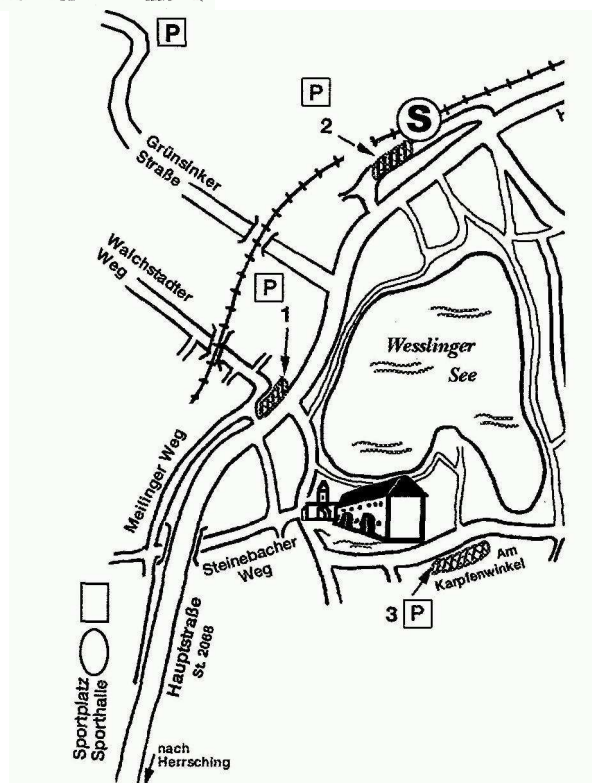 P
P
S
2
Grünsinker
Straße
Walchstadter
Weg
P
1
Wesslinger
See
Meilinger Weg
Steinebacher
Weg
Am
Karpfenwinkel
3 P
Hauptstraße
St. 2068
Sportplatz
Sporthalle
nach
Herrsching